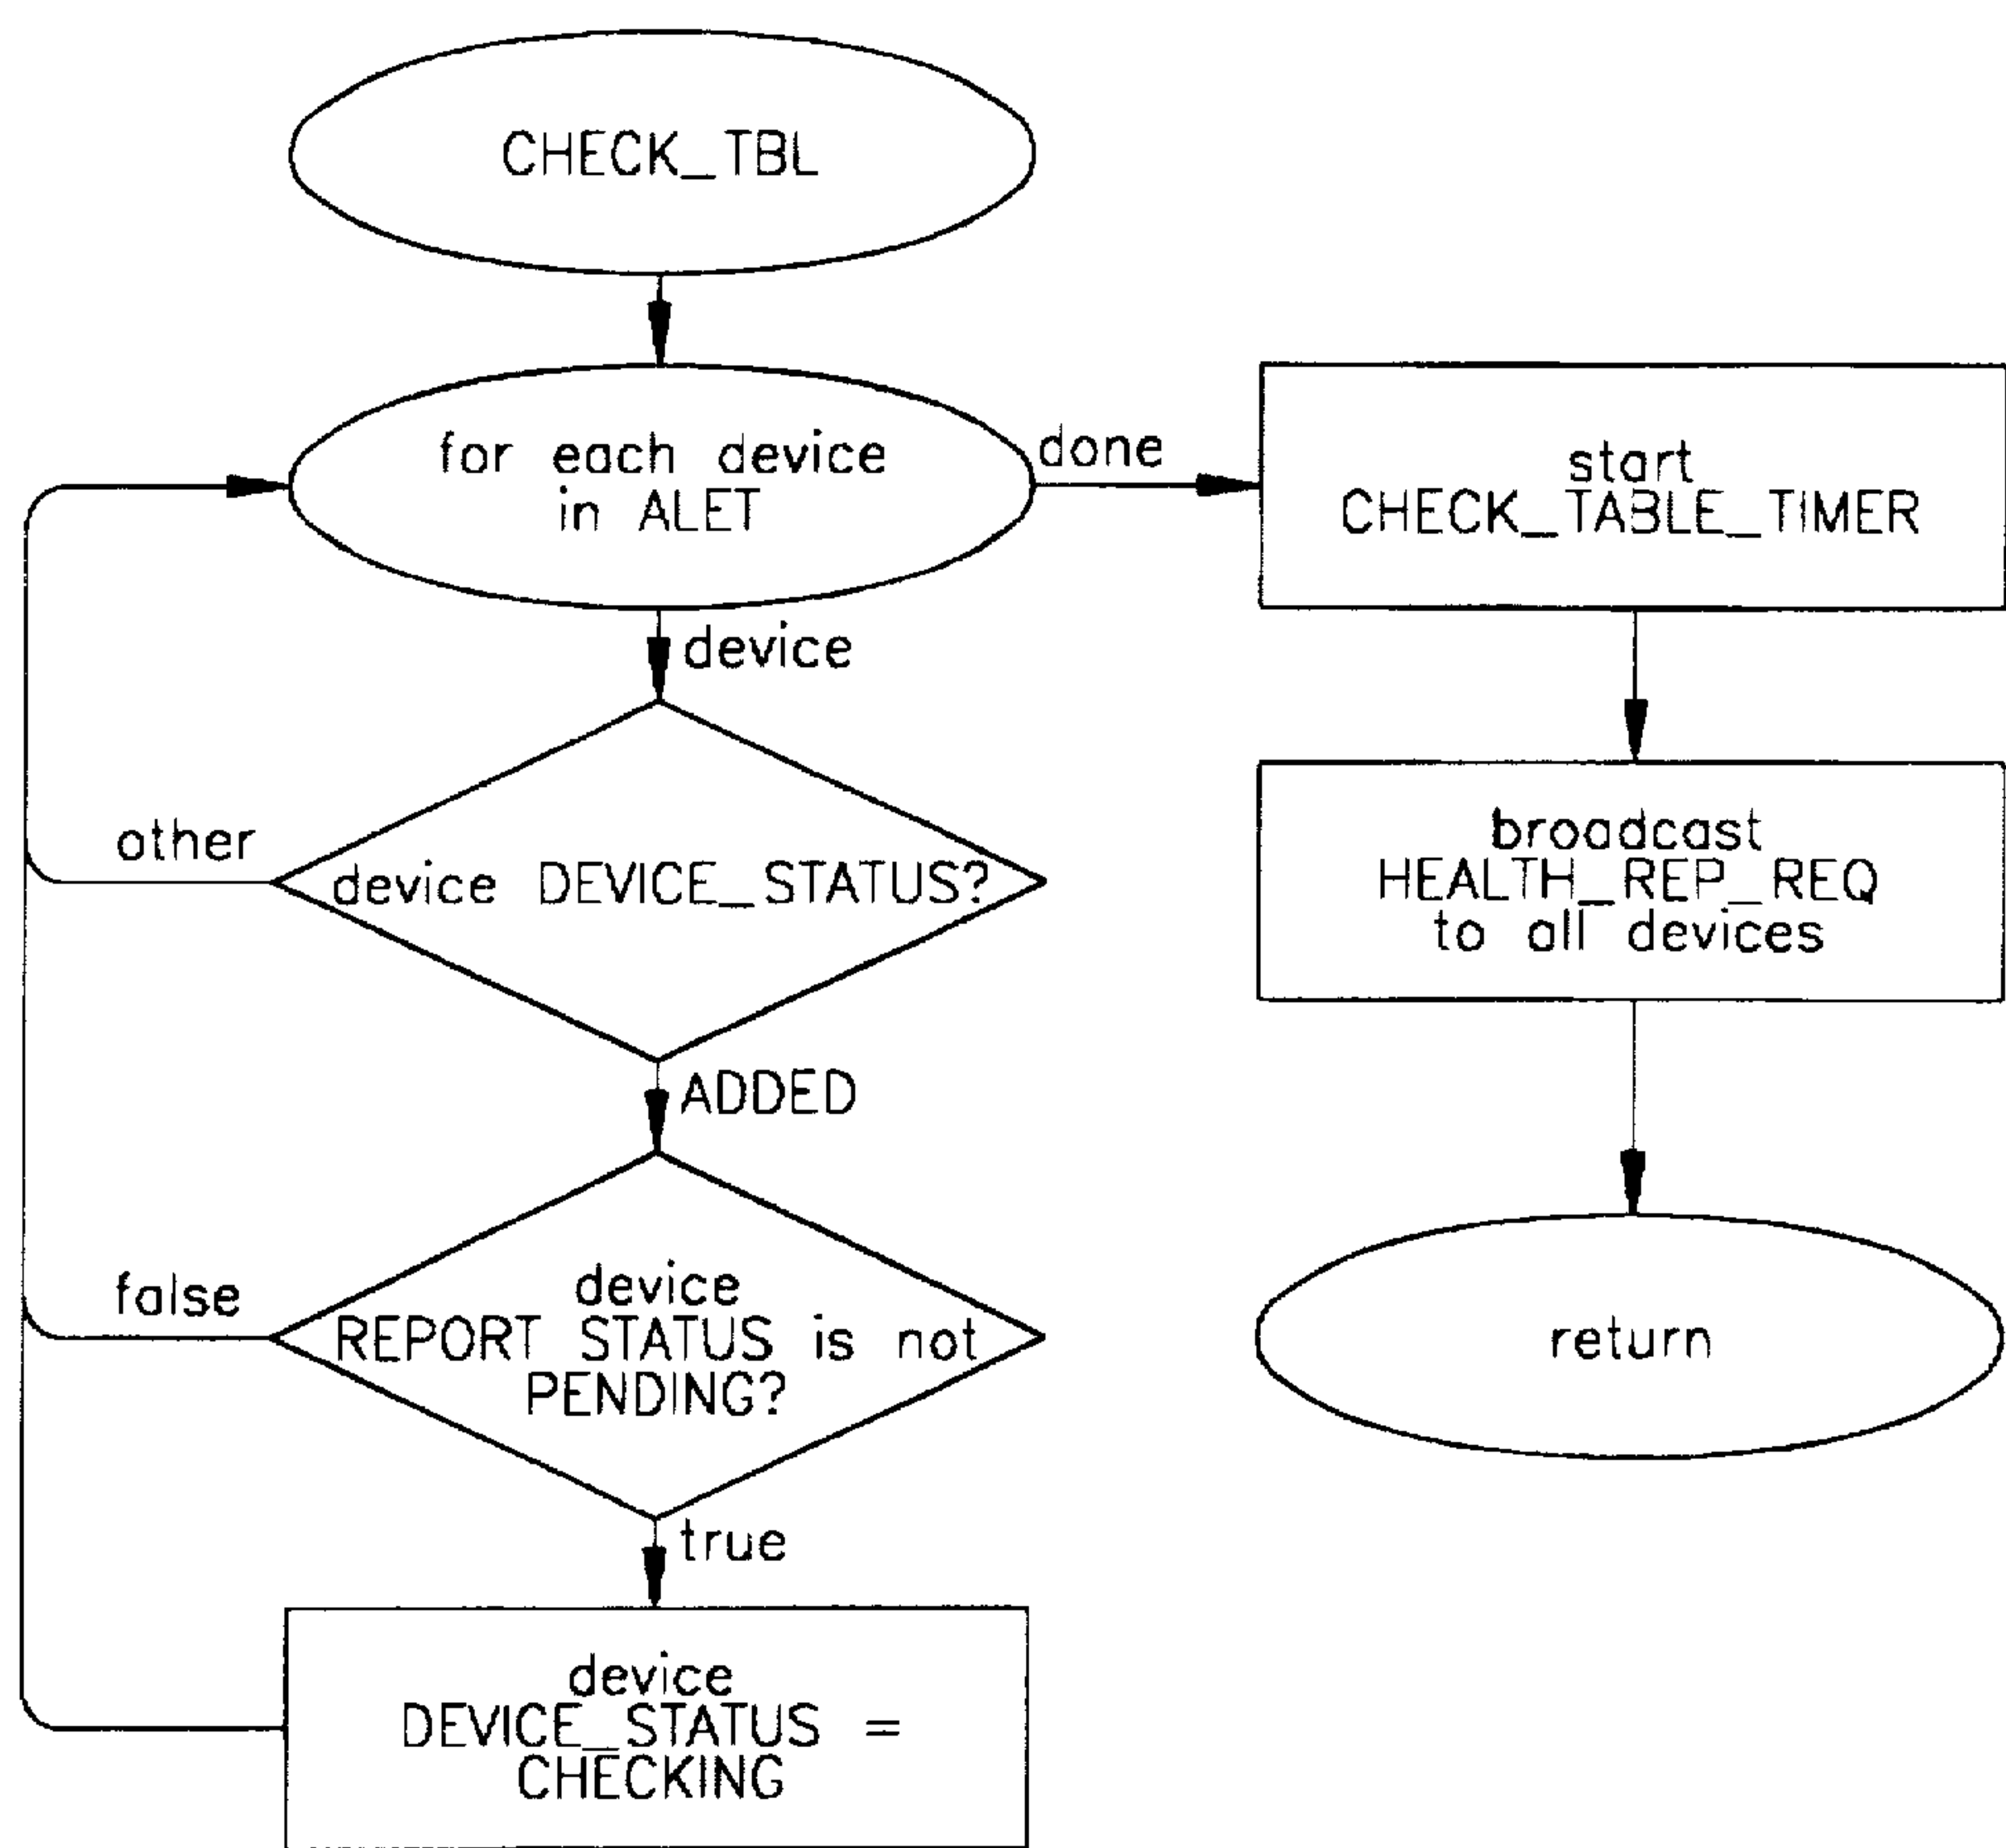 CHECK_TBL
for each device
in ALET
done
start
CHECK_TABLE_TIMER
device
other
device DEVICE_STATUS?
broadcast
HEALTH_REP_REQ
to all devices
ADDED
false
device
REPORT STATUS is not
PENDING?
return
true
device
DEVICE_STATUS =
CHECKING